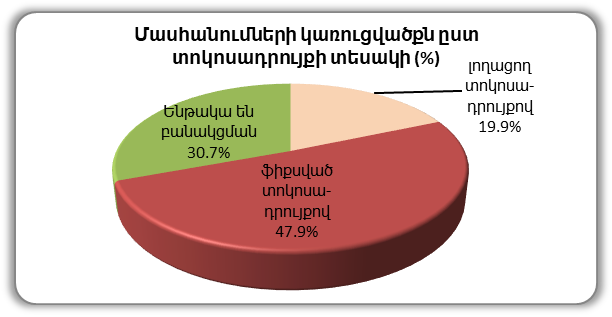 Մասհանումների կառուցվածքն ըստ
տոկոսադրույքի տեսակի (%)
լողացող
տոկոսա-
դրույքով
19.9%
Ենթակա են
բանակցման
30.7%
ֆիքսված
տոկոսա-
դրույքով
47.9%